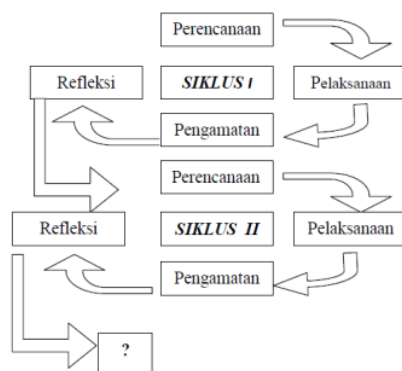 Perencanaan
Refleksi
SIKLUS I
Pelaksanaan
Pengamatan
Perencanaan
Refleksi
SIKLUS II
Pelaksanaan
Pengamatan
?